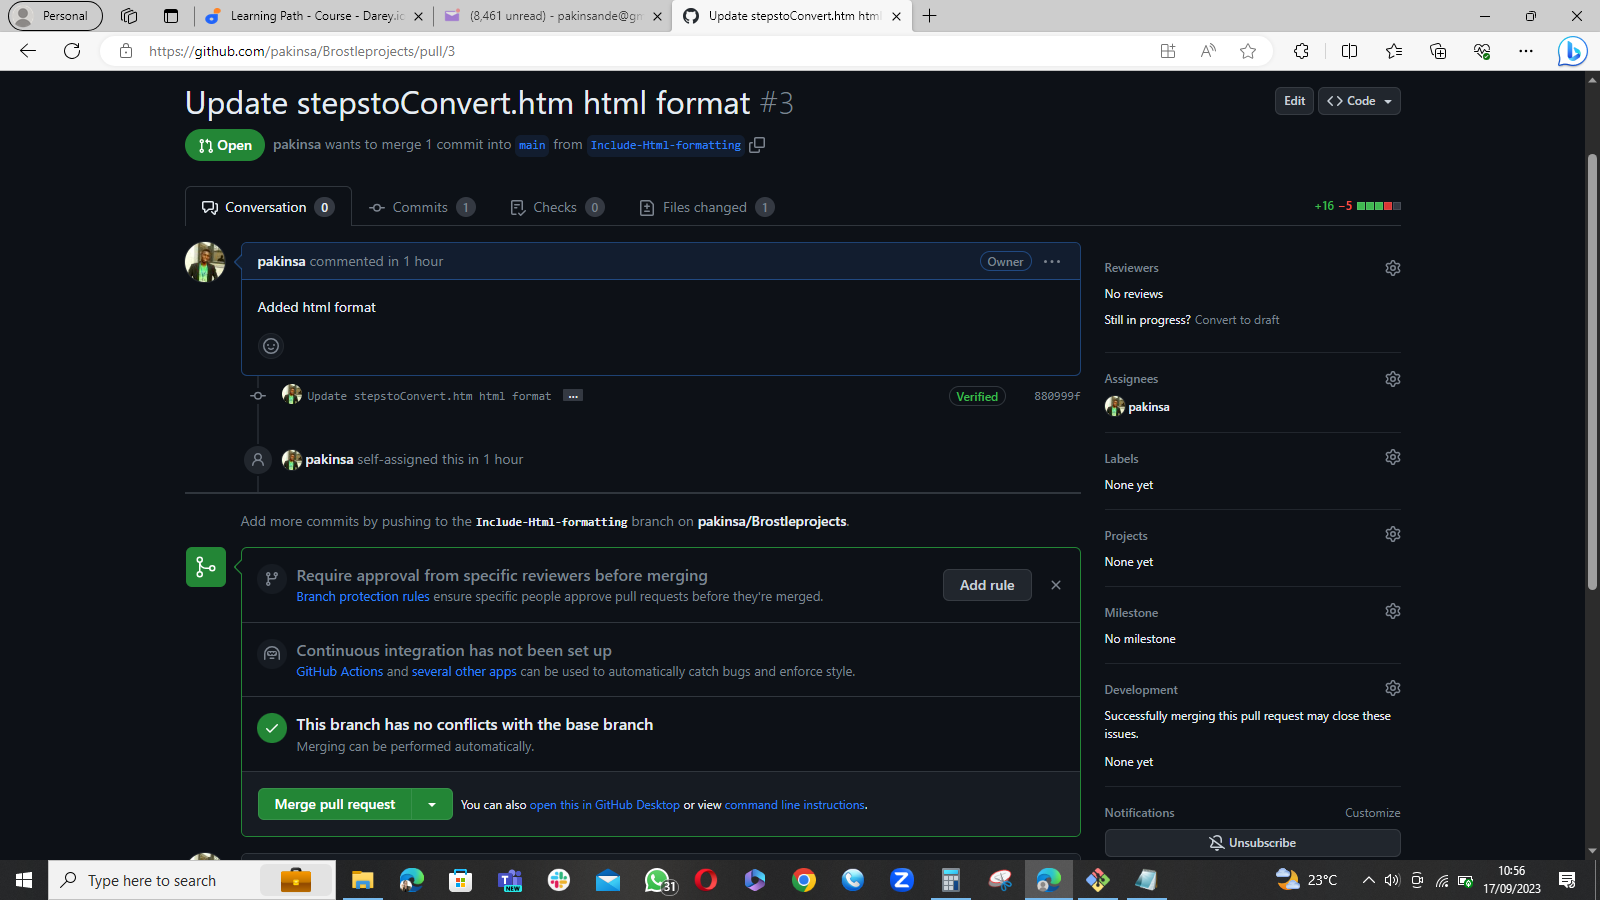 Personal
Learning Path - Course - Darey.io
(8,461 unread) - pakinsande@gm
Update stepstoConvert.htm html
https://github.com/pakinsa/Brostleprojects/pull/3
Update stepstoConvert.htm html format #3
Edit
<> Code
Open
pakinsa wants to merge 1 commit into main from Include-Html-formatting
Conversation 0
Commits 1
Checks 0
Files changed 1
+16 −5
pakinsa commented in 1 hour
Owner
Added html format
Update stepstoConvert.htm html format ...
Verified
880999f
pakinsa self-assigned this in 1 hour
Add more commits by pushing to the Include-Html-formatting branch on pakinsa/Brostleprojects.
Require approval from specific reviewers before merging
Branch protection rules ensure specific people approve pull requests before they're merged.
Add rule
Continuous integration has not been set up
GitHub Actions and several other apps can be used to automatically catch bugs and enforce style.
This branch has no conflicts with the base branch
Merging can be performed automatically.
Merge pull request
You can also open this in GitHub Desktop or view command line instructions.
Reviewers
No reviews
Still in progress? Convert to draft
Assignees
pakinsa
Labels
None yet
Projects
None yet
Milestone
No milestone
Development
Successfully merging this pull request may close these
issues.
None yet
Notifications
Customize
Unsubscribe
Type here to search
NEW
31
23°C
10:56
17/09/2023